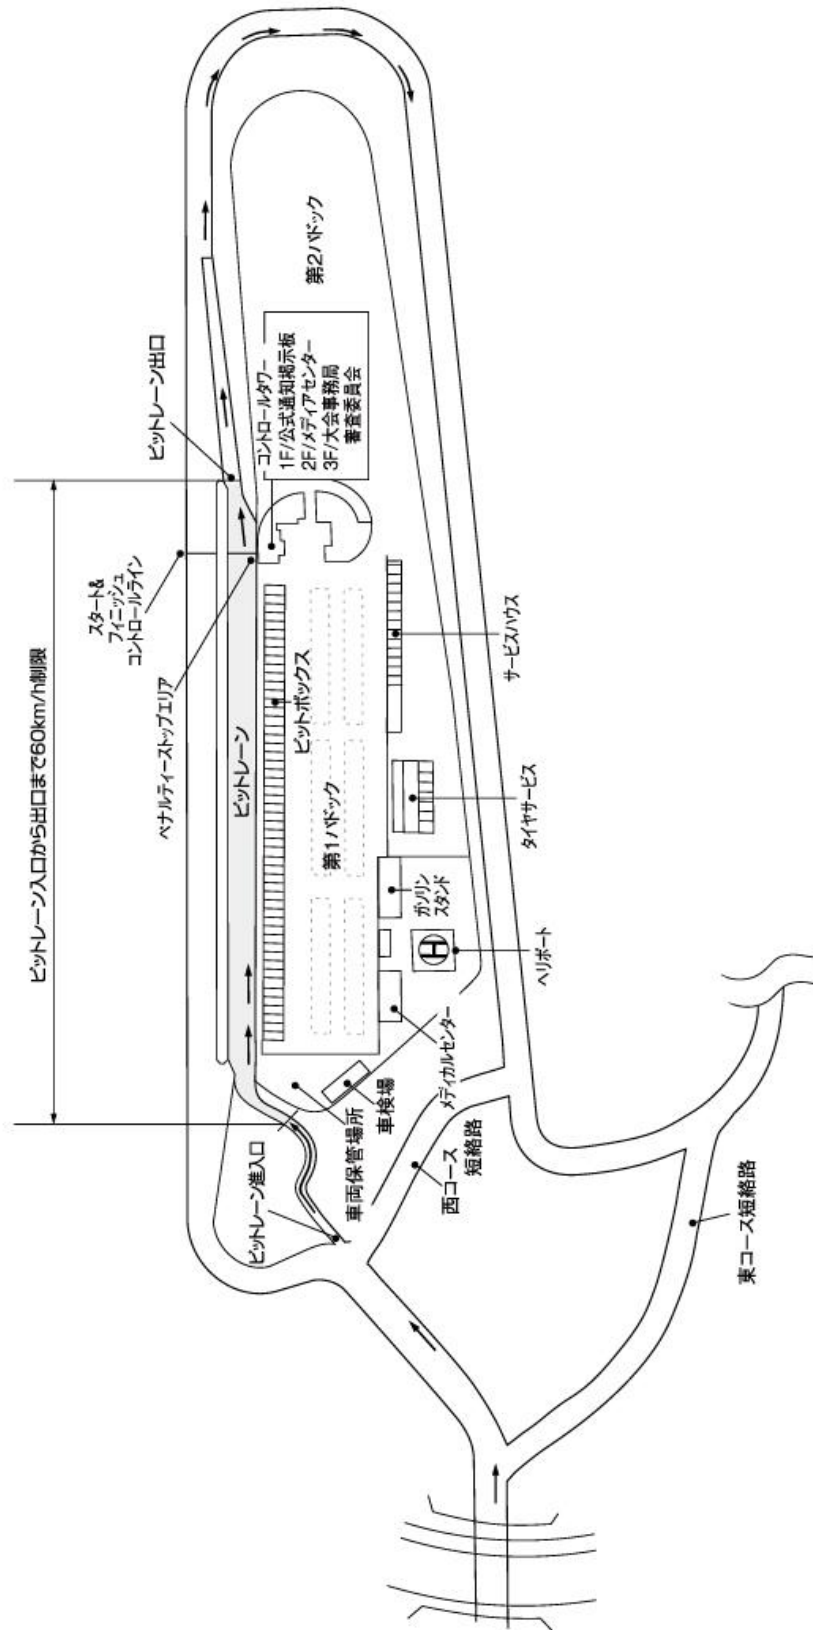 第2パドック
ピットレーン出口
コントロールタワー
1F/公式通知掲示板
2F/メディアセンター
3F/大会事務局
審査委員会
スタート&
フィニッシュ
コントロールライン
ペナルティーストップエリア
ピットレーン入口から出口まで60km/h制限
ピットレーン
ピットボックス
第1パドック
サービスハウス
タイヤサービス
ガソリン
スタンド
H
ヘリポート
メディカルセンター
車検場
車両保管場所
ピットレーン進入口
西コース
短絡路
東コース短絡路